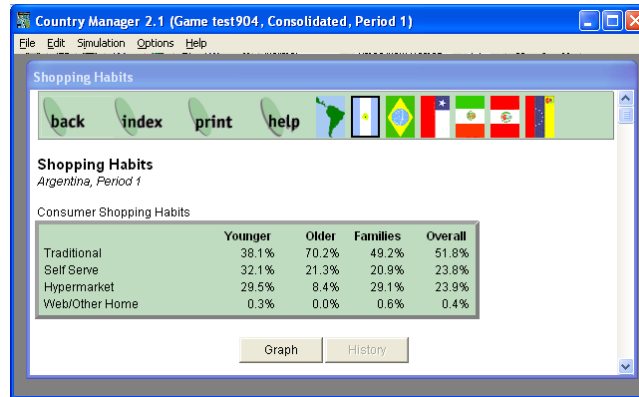 Country Manager 2.1 (Game test904, Consolidated, Period 1)
File Edit Simulation Options Help
Shopping Habits
back index print help
Shopping Habits
Argentina, Period 1
Consumer Shopping Habits
Younger Older Families Overall
Traditional 38.1% 70.2% 49.2% 51.8%
Self Serve 32.1% 21.3% 20.9% 23.8%
Hypermarket 29.5% 8.4% 29.1% 23.9%
Web/Other Home 0.3% 0.0% 0.6% 0.4%
Graph History